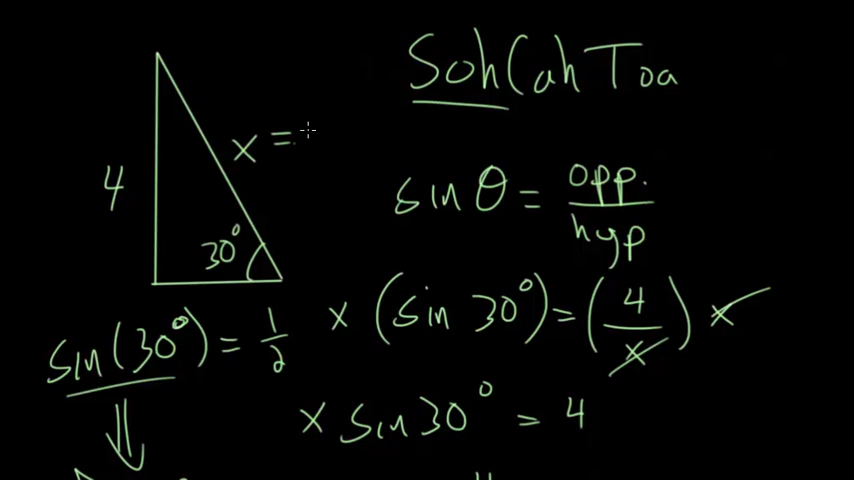 SohCahToa
4
x =
30°
sin θ = opp. / hyp
sin(30°) = 1/2
x (sin 30°) = (4/x) x
x sin 30° = 4